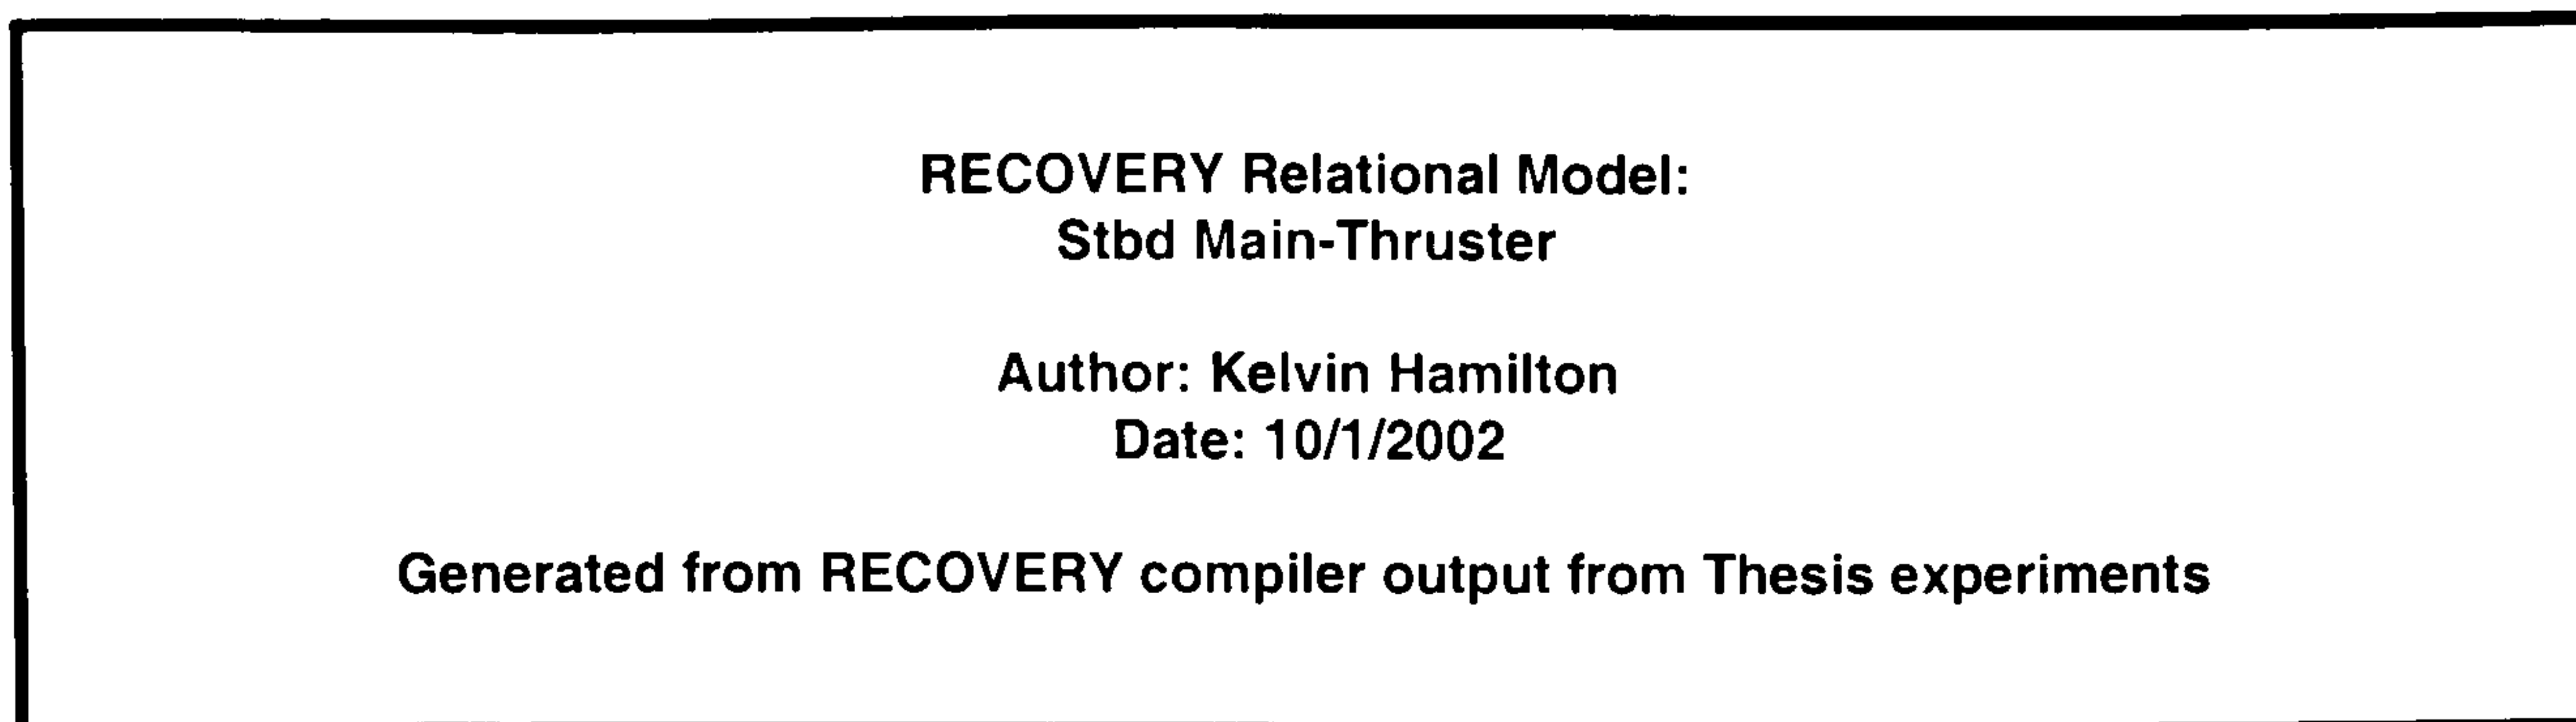 RECOVERY Relational Model:
Stbd Main-Thruster
Author: Kelvin Hamilton
Date: 10/1/2002
Generated from RECOVERY compiler output from Thesis experiments